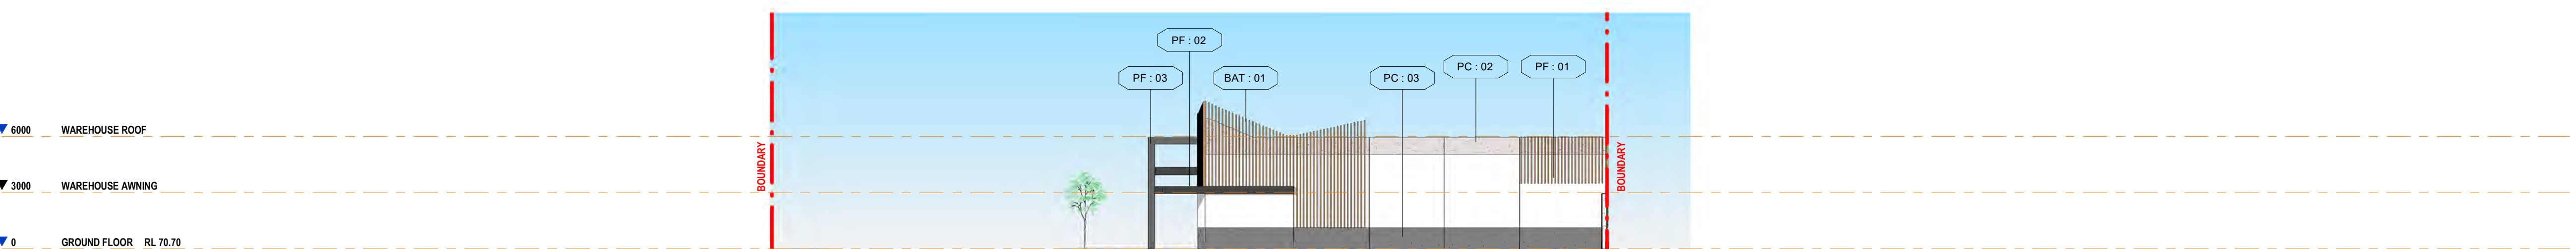 PF : 02
PF : 03
BAT : 01
PC : 03
PC : 02
PF : 01
6000 WAREHOUSE ROOF
BOUNDARY
BOUNDARY
3000 WAREHOUSE AWNING
0 GROUND FLOOR RL 70.70